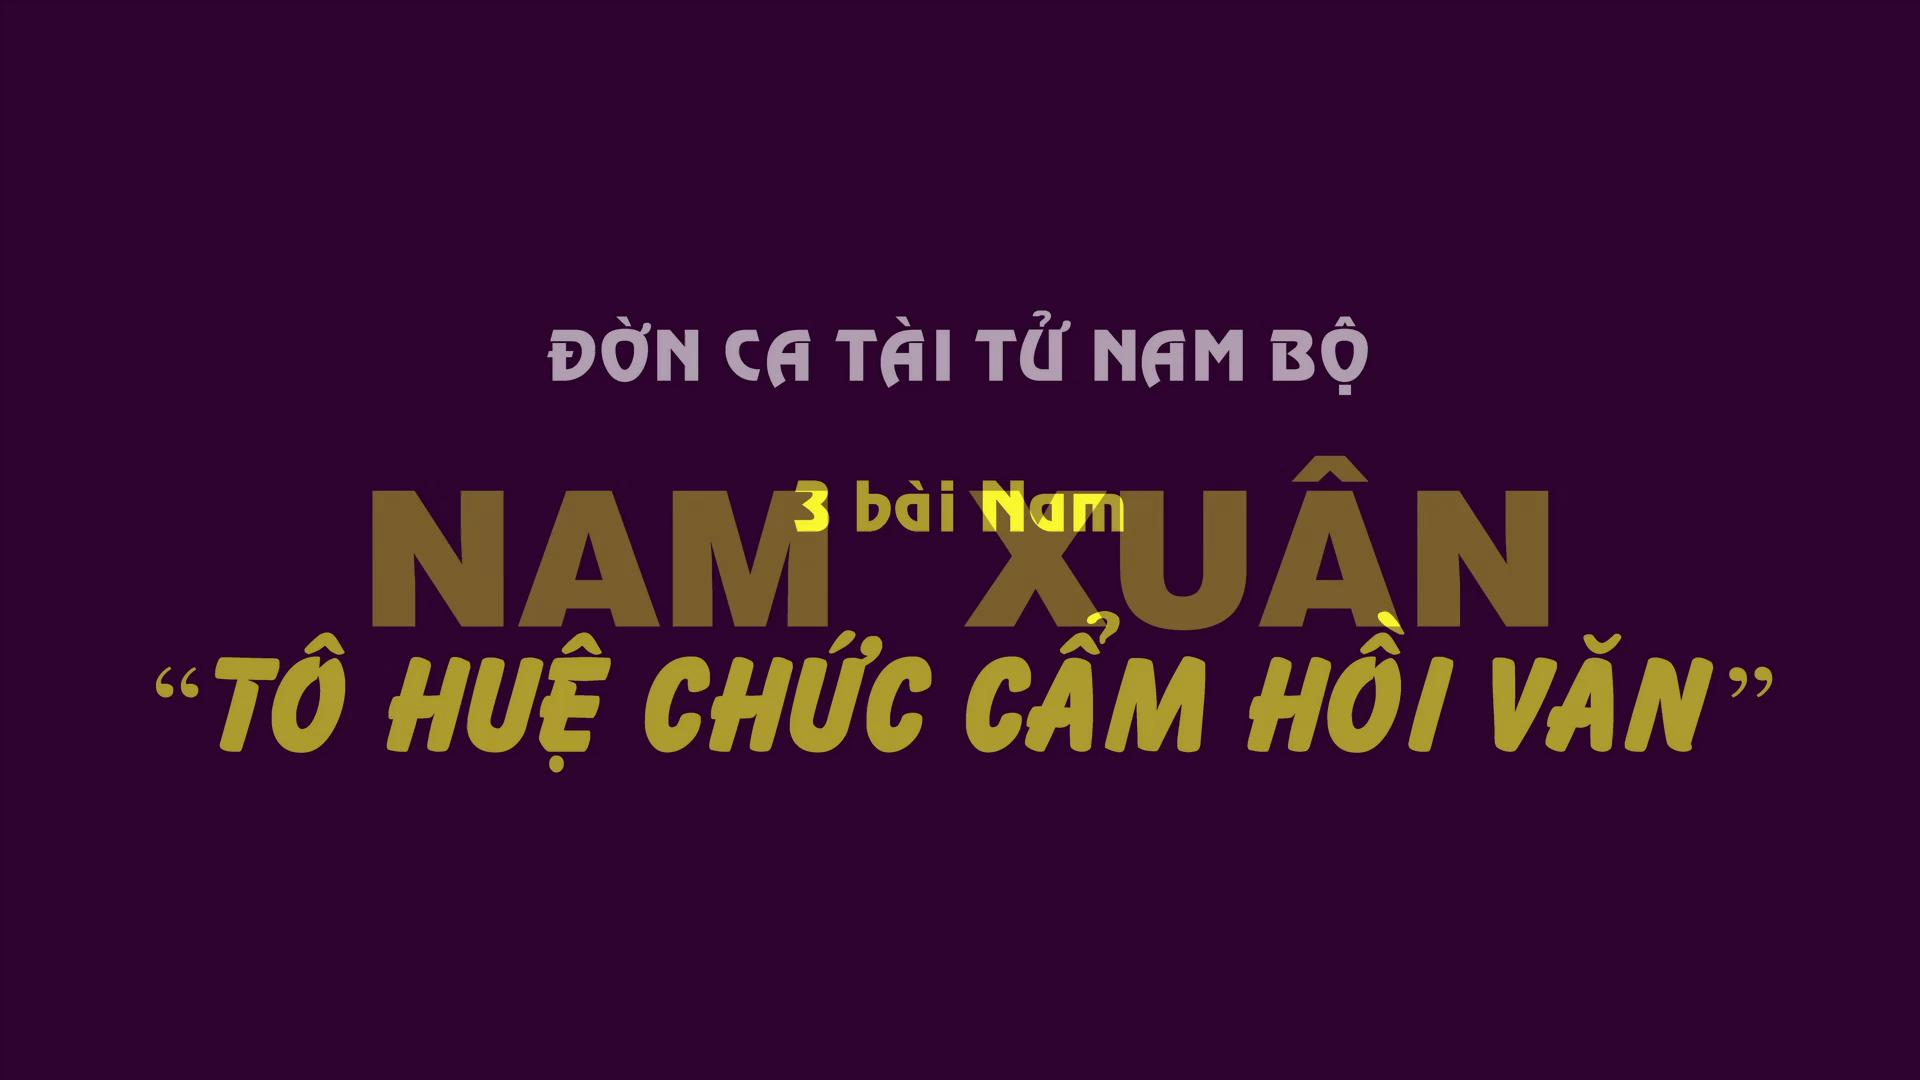 ĐỜN CA TÀI TỬ NAM BỘ
3 bài Nam
NAM XUÂN
“TÔ HUỆ CHỨC CẨM HỒI VĂN”